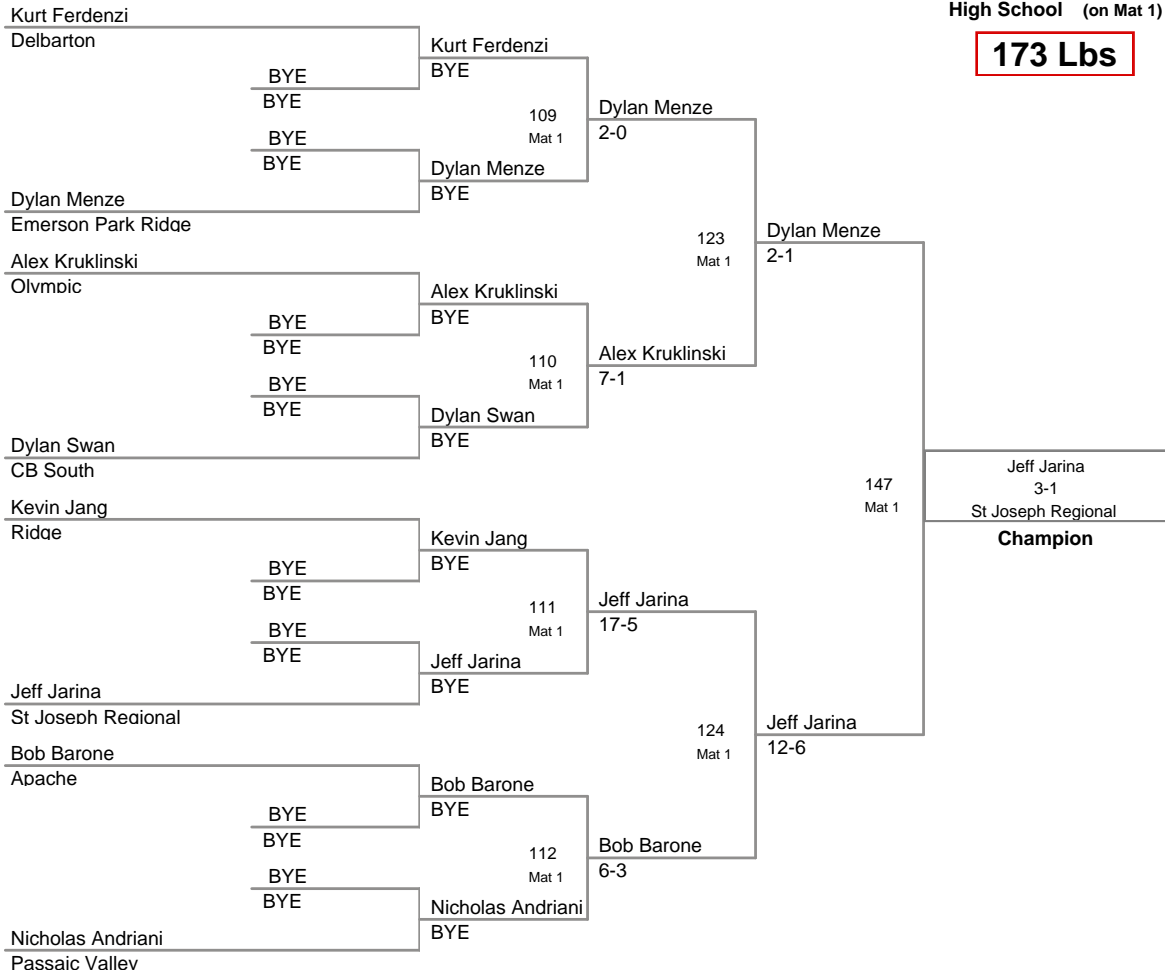 High School (on Mat 1)
173 Lbs
Kurt Ferdenzi
Delbarton
Kurt Ferdenzi
BYE
BYE
BYE
109
Mat 1
Dylan Menze
2-0
BYE
BYE
Dylan Menze
BYE
Dylan Menze
Emerson Park Ridge
123
Mat 1
Dylan Menze
2-1
Alex Kruklinski
Olympic
Alex Kruklinski
BYE
BYE
BYE
110
Mat 1
Alex Kruklinski
7-1
BYE
BYE
Dylan Swan
BYE
Dylan Swan
CB South
147
Mat 1
Jeff Jarina
3-1
St Joseph Regional
Champion
Kevin Jang
Ridge
Kevin Jang
BYE
BYE
BYE
111
Mat 1
Jeff Jarina
17-5
BYE
BYE
Jeff Jarina
BYE
Jeff Jarina
St Joseph Regional
124
Mat 1
Jeff Jarina
12-6
Bob Barone
Apache
Bob Barone
BYE
BYE
BYE
112
Mat 1
Bob Barone
6-3
BYE
BYE
Nicholas Andriani
BYE
Nicholas Andriani
Passaic Valley